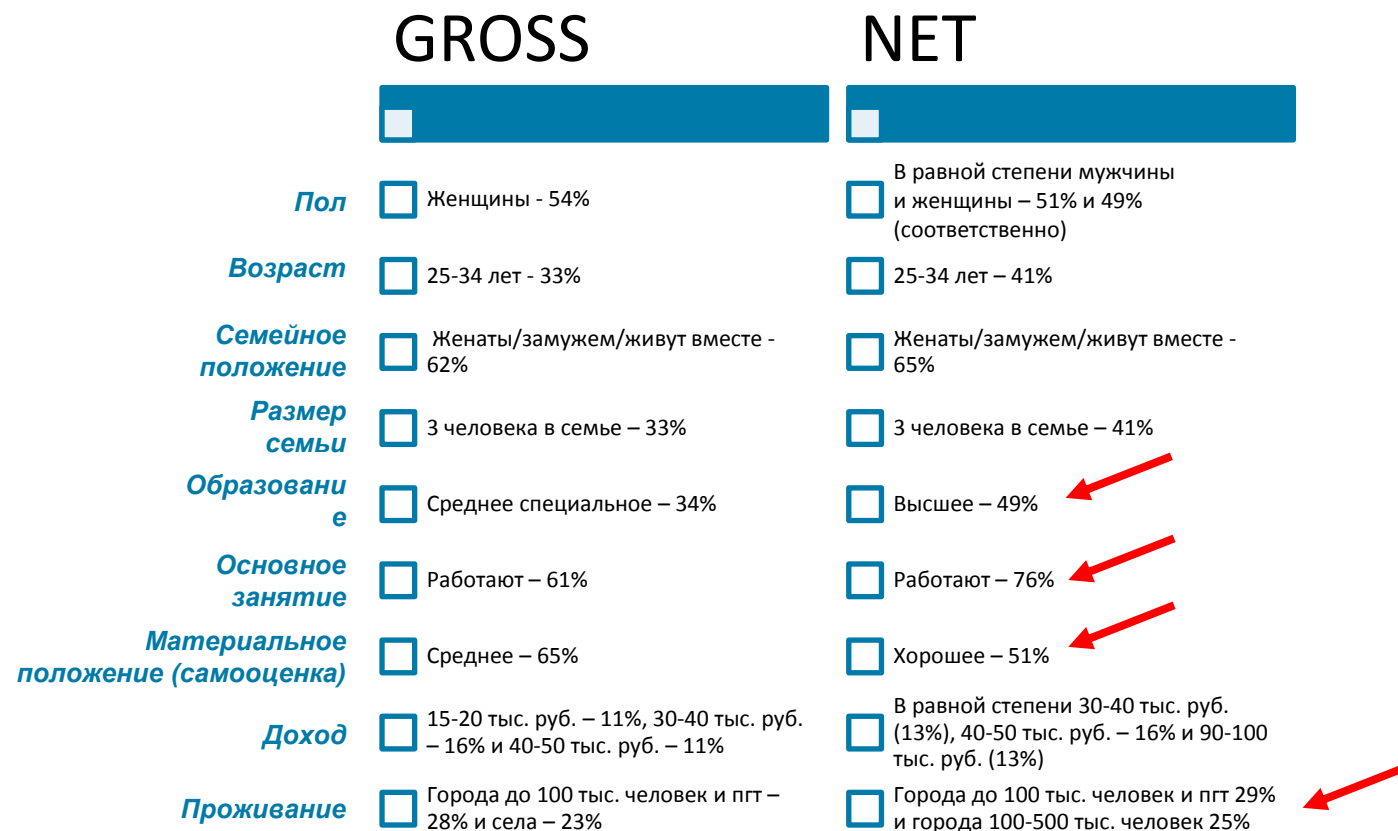 GROSS
NET
Пол
Женщины - 54%
В равной степени мужчины
и женщины – 51% и 49%
(соответственно)
Возраст
25-34 лет - 33%
25-34 лет – 41%
Семейное
положение
Женаты/замужем/живут вместе -
62%
Женаты/замужем/живут вместе -
65%
Размер
семьи
3 человека в семье – 33%
3 человека в семье – 41%
Образовани
е
Среднее специальное – 34%
Высшее – 49%
Основное
занятие
Работают – 61%
Работают – 76%
Материальное
положение (самооценка)
Среднее – 65%
Хорошее – 51%
Доход
15-20 тыс. руб. – 11%, 30-40 тыс. руб.
– 16% и 40-50 тыс. руб. – 11%
В равной степени 30-40 тыс. руб.
(13%), 40-50 тыс. руб. – 16% и 90-100
тыс. руб. (13%)
Проживание
Города до 100 тыс. человек и пгт –
28% и села – 23%
Города до 100 тыс. человек и пгт 29%
и города 100-500 тыс. человек 25%